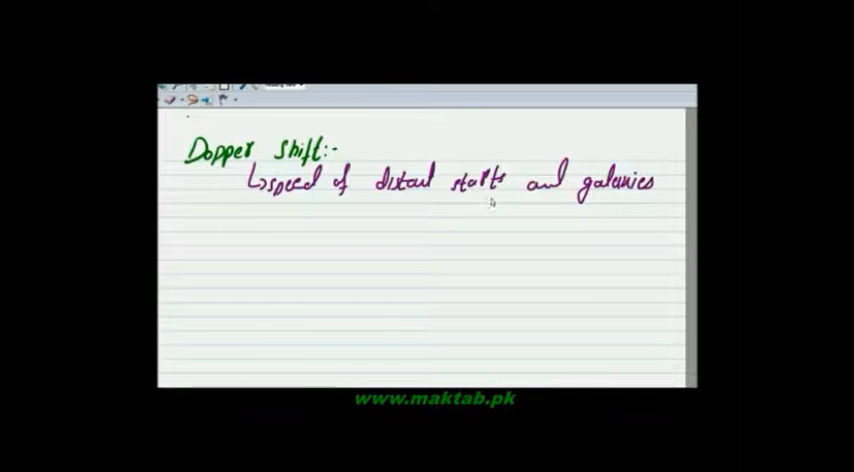 Dopper Shift:-
↳speed of distant starts and galaxies
www.maktab.pk